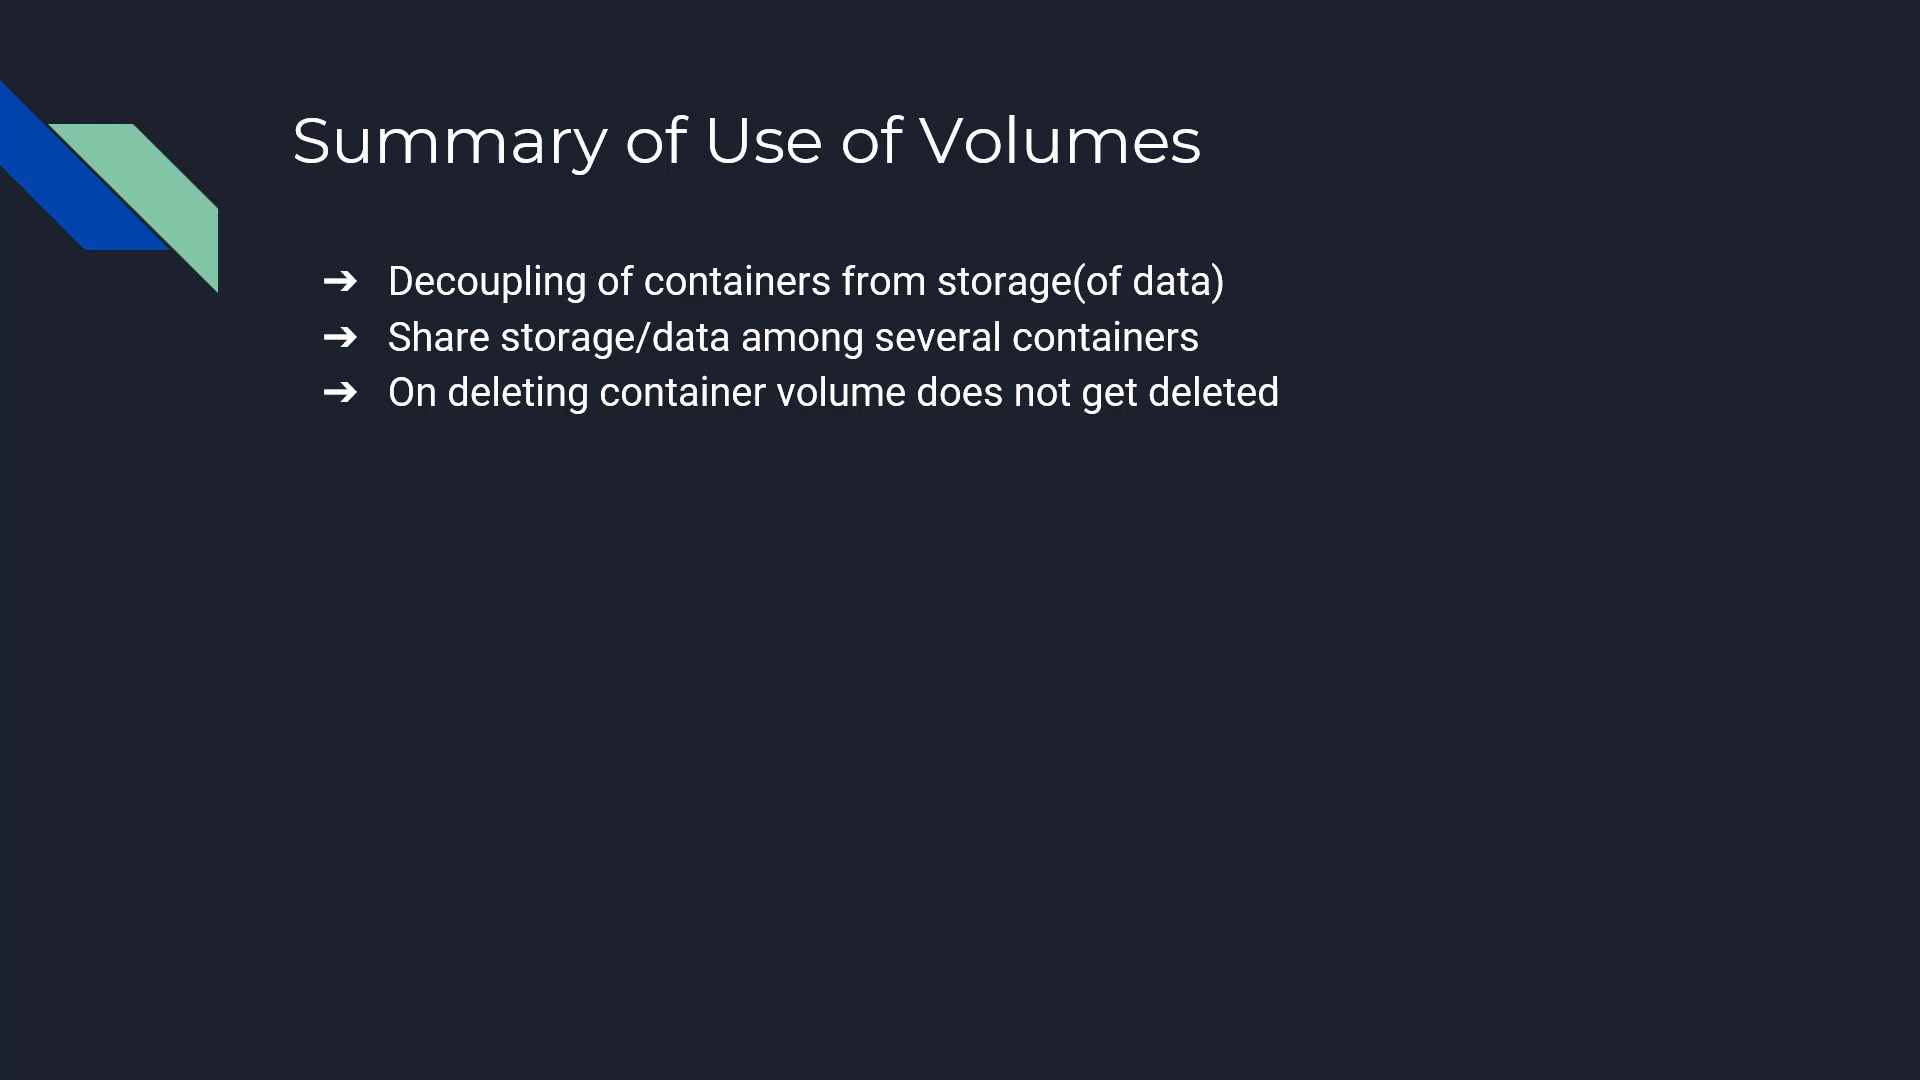 Summary of Use of Volumes
➔ Decoupling of containers from storage(of data)
➔ Share storage/data among several containers
➔ On deleting container volume does not get deleted